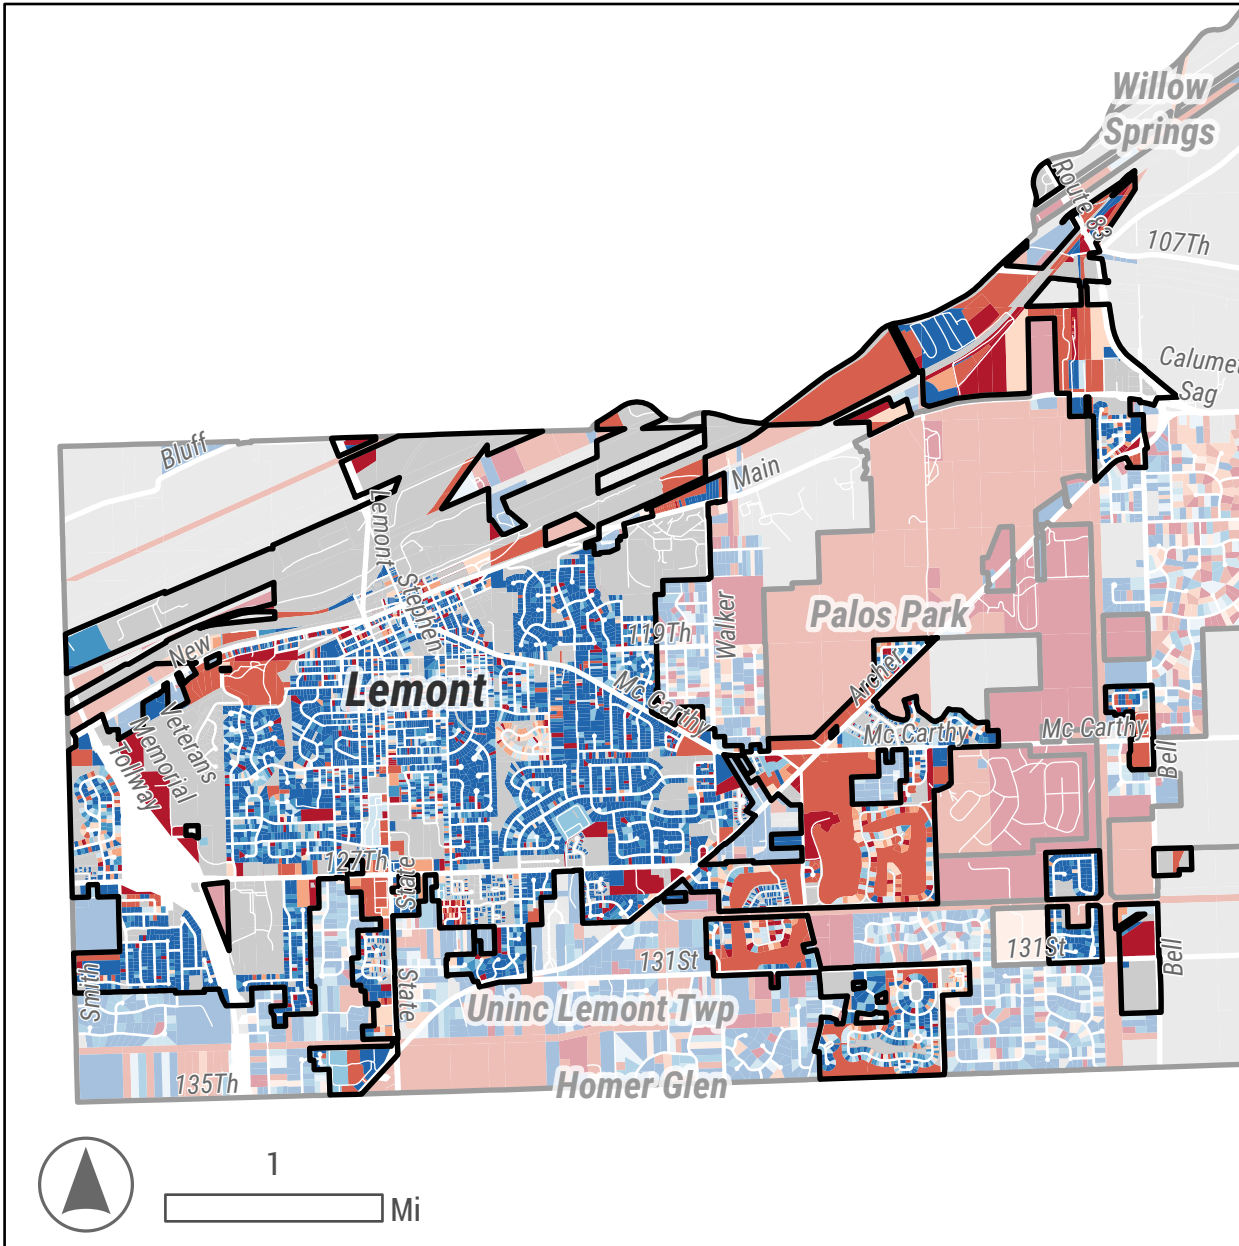 Willow
Springs
Route 83
107Th
Calumet
Sag
Bluff
Main
Lemont
Stephen
119Th
Walker
Palos Park
New
Lemont
Mc Carthy
Archer
Mc Carthy
Mc Carthy
Bell
Veterans
Memorial
Tollway
127Th
State
131St
131St
Bell
Smith
State
Uninc Lemont Twp
135Th
Homer Glen
1
Mi